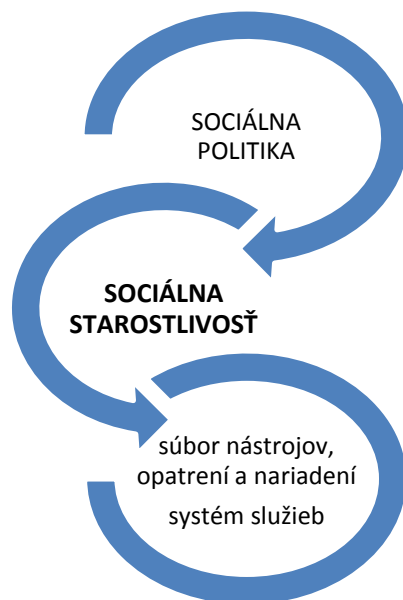 SOCIÁLNA
POLITIKA
SOCIÁLNA
STAROSTLIVOSŤ
súbor nástrojov,
opatrení a nariadení
systém služieb